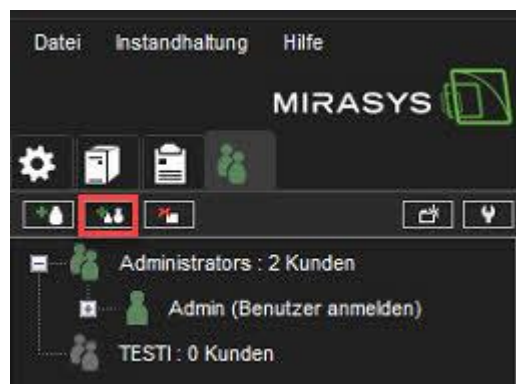 Datei Instandhaltung Hilfe
MIRASYS
Administrators : 2 Kunden
Admin (Benutzer anmelden)
TESTI : 0 Kunden